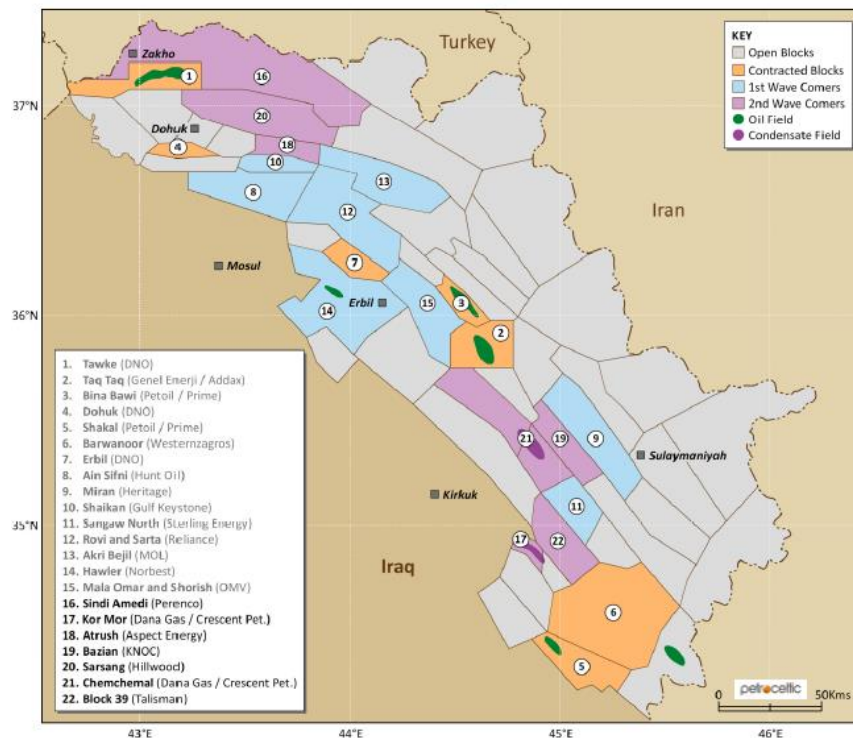 Turkey
Iran
Iraq
Zakho
Dohuk
Mosul
Erbil
Kirkuk
Sulaymaniyah
37°N
36°N
35°N
43°E
44°E
45°E
46°E
1
16
20
4
18
10
8
13
12
7
14
15
3
2
21
19
9
11
17
22
6
5
KEY
Open Blocks
Contracted Blocks
1st Wave Comers
2nd Wave Comers
Oil Field
Condensate Field
1. Tawke (DNO)
2. Taq Taq (Genel Emerji / Addax)
3. Bina Bawi (Petoil / Prime)
4. Dohuk (DNO)
5. Shakal (Petoil / Prime)
6. Barwanoor (Westernzagros)
7. Erbil (DNO)
8. Ain Sifni (Hunt Oil)
9. Miran (Heritage)
10. Shaikan (Gulf Keystone)
11. Sangaw North (Sterling Energy)
12. Rovi and Sarta (Reliance)
13. Akri Bejil (MOL)
14. Hawler (Norbest)
15. Mala Omar and Shorish (OMV)
16. Sindi Amedi (Perenco)
17. Kor Mor (Dana Gas / Crescent Pet.)
18. Atrush (Aspect Energy)
19. Bazian (KNOC)
20. Sarsang (Hillwood)
21. Chemchemal (Dana Gas / Crescent Pet.)
22. Block 39 (Talisman)
petroceltic
0 50Kms